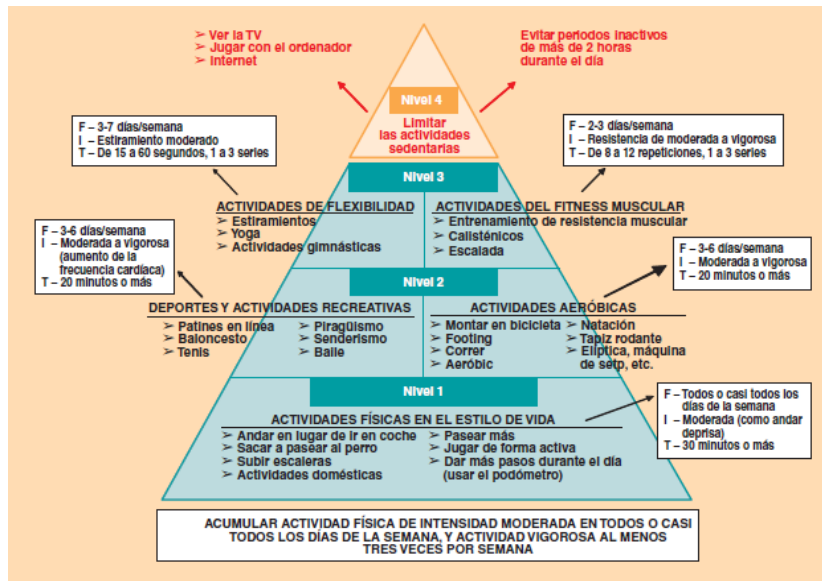 ➢ Ver la TV
➢ Jugar con el ordenador
➢ Internet
Evitar periodos inactivos
de más de 2 horas
durante el día
Nivel 4
Limitar
las actividades
sedentarias
F – 3-7 días/semana
I – Estiramiento moderado
T – De 15 a 60 segundos, 1 a 3 series
F – 2-3 días/semana
I – Resistencia de moderada a vigorosa
T – De 8 a 12 repeticiones, 1 a 3 series
Nivel 3
ACTIVIDADES DE FLEXIBILIDAD
➢ Estiramientos
➢ Yoga
➢ Actividades gimnásticas
ACTIVIDADES DEL FITNESS MUSCULAR
➢ Entrenamiento de resistencia muscular
➢ Calisténicos
➢ Escalada
F – 3-6 días/semana
I – Moderada a vigorosa
(aumento de la
frecuencia cardíaca)
T – 20 minutos o más
F – 3-6 días/semana
I – Moderada a vigorosa
T – 20 minutos o más
Nivel 2
DEPORTES Y ACTIVIDADES RECREATIVAS
➢ Patines en línea
➢ Baloncesto
➢ Tenis
➢ Piragüismo
➢ Senderismo
➢ Baile
ACTIVIDADES AERÓBICAS
➢ Montar en bicicleta
➢ Footing
➢ Correr
➢ Aeróbic
➢ Natación
➢ Tapiz rodante
➢ Elíptica, máquina
de setp, etc.
Nivel 1
ACTIVIDADES FÍSICAS EN EL ESTILO DE VIDA
➢ Andar en lugar de ir en coche
➢ Sacar a pasear al perro
➢ Subir escaleras
➢ Actividades domésticas
➢ Pasear más
➢ Jugar de forma activa
➢ Dar más pasos durante el día
(usar el podómetro)
F – Todos o casi todos los
días de la semana
I – Moderada (como andar
deprisa)
T – 30 minutos o más
ACUMULAR ACTIVIDAD FÍSICA DE INTENSIDAD MODERADA EN TODOS O CASI
TODOS LOS DÍAS DE LA SEMANA, Y ACTIVIDAD VIGOROSA AL MENOS
TRES VECES POR SEMANA